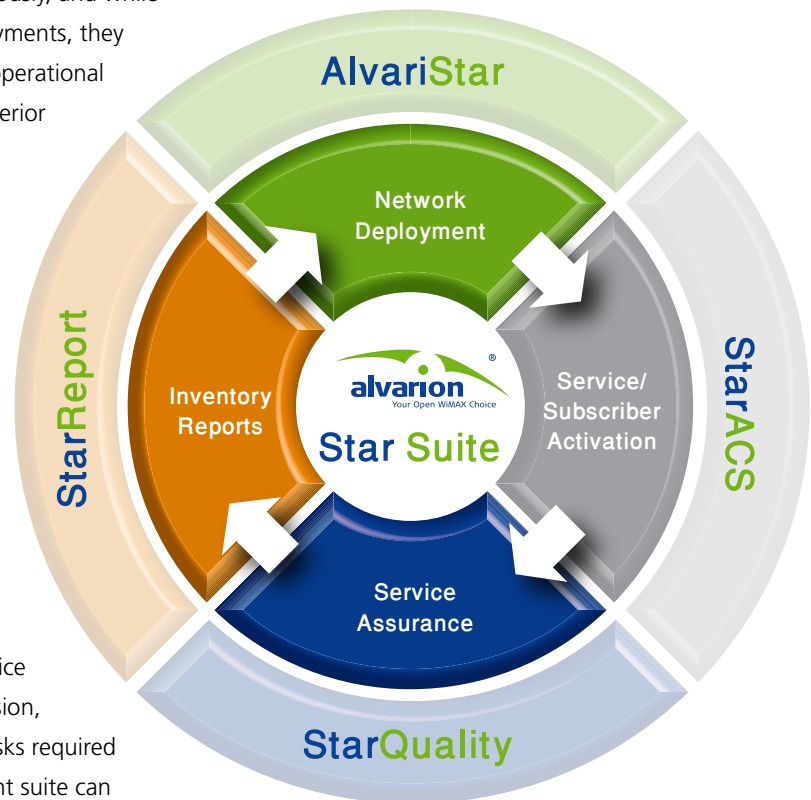 ously, and while
yments, they
operational
erior
AlvariStar
Network
Deployment
StarReport
Inventory
Reports
®
alvarion
Your Open WiMAX Choice
Star Suite
Service/
Subscriber
Activation
StarACS
Service
Assurance
StarQuality
ice
sion,
sks required
nt suite can